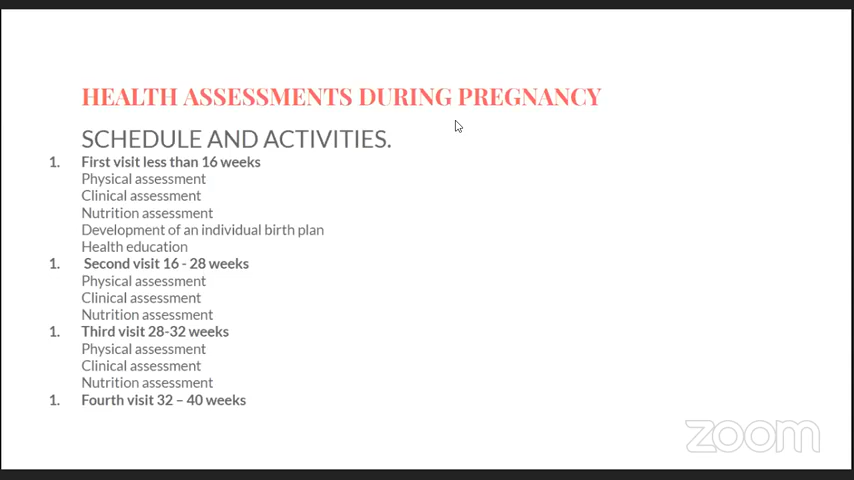 HEALTH ASSESSMENTS DURING PREGNANCY
SCHEDULE AND ACTIVITIES.
1. First visit less than 16 weeks
Physical assessment
Clinical assessment
Nutrition assessment
Development of an individual birth plan
Health education
1. Second visit 16 - 28 weeks
Physical assessment
Clinical assessment
Nutrition assessment
1. Third visit 28-32 weeks
Physical assessment
Clinical assessment
Nutrition assessment
1. Fourth visit 32 – 40 weeks
zoom